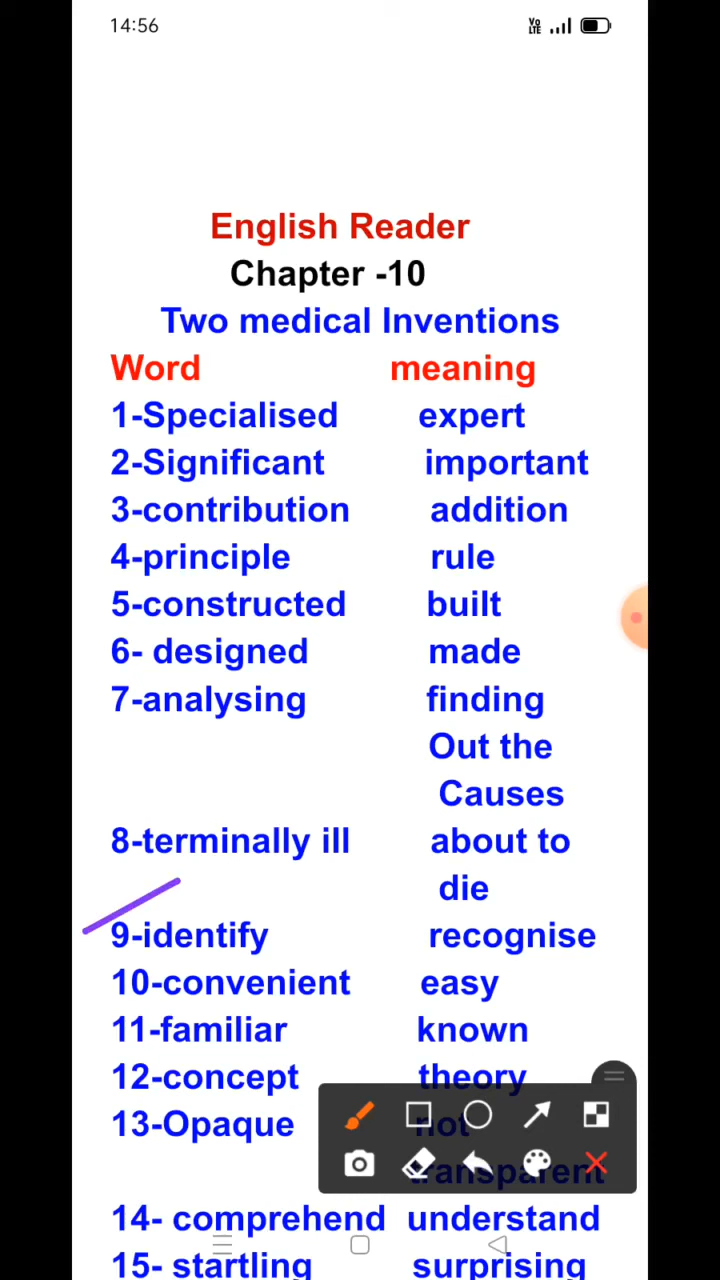 14:56
Vo LTE
English Reader
Chapter -10
Two medical Inventions
Word meaning
1-Specialised expert
2-Significant important
3-contribution addition
4-principle rule
5-constructed built
6- designed made
7-analysing finding
Out the
Causes
8-terminally ill about to
die
9-identify recognise
10-convenient easy
11-familiar known
12-concept theory
13-Opaque not
transparent
14- comprehend understand
15- startling surprising